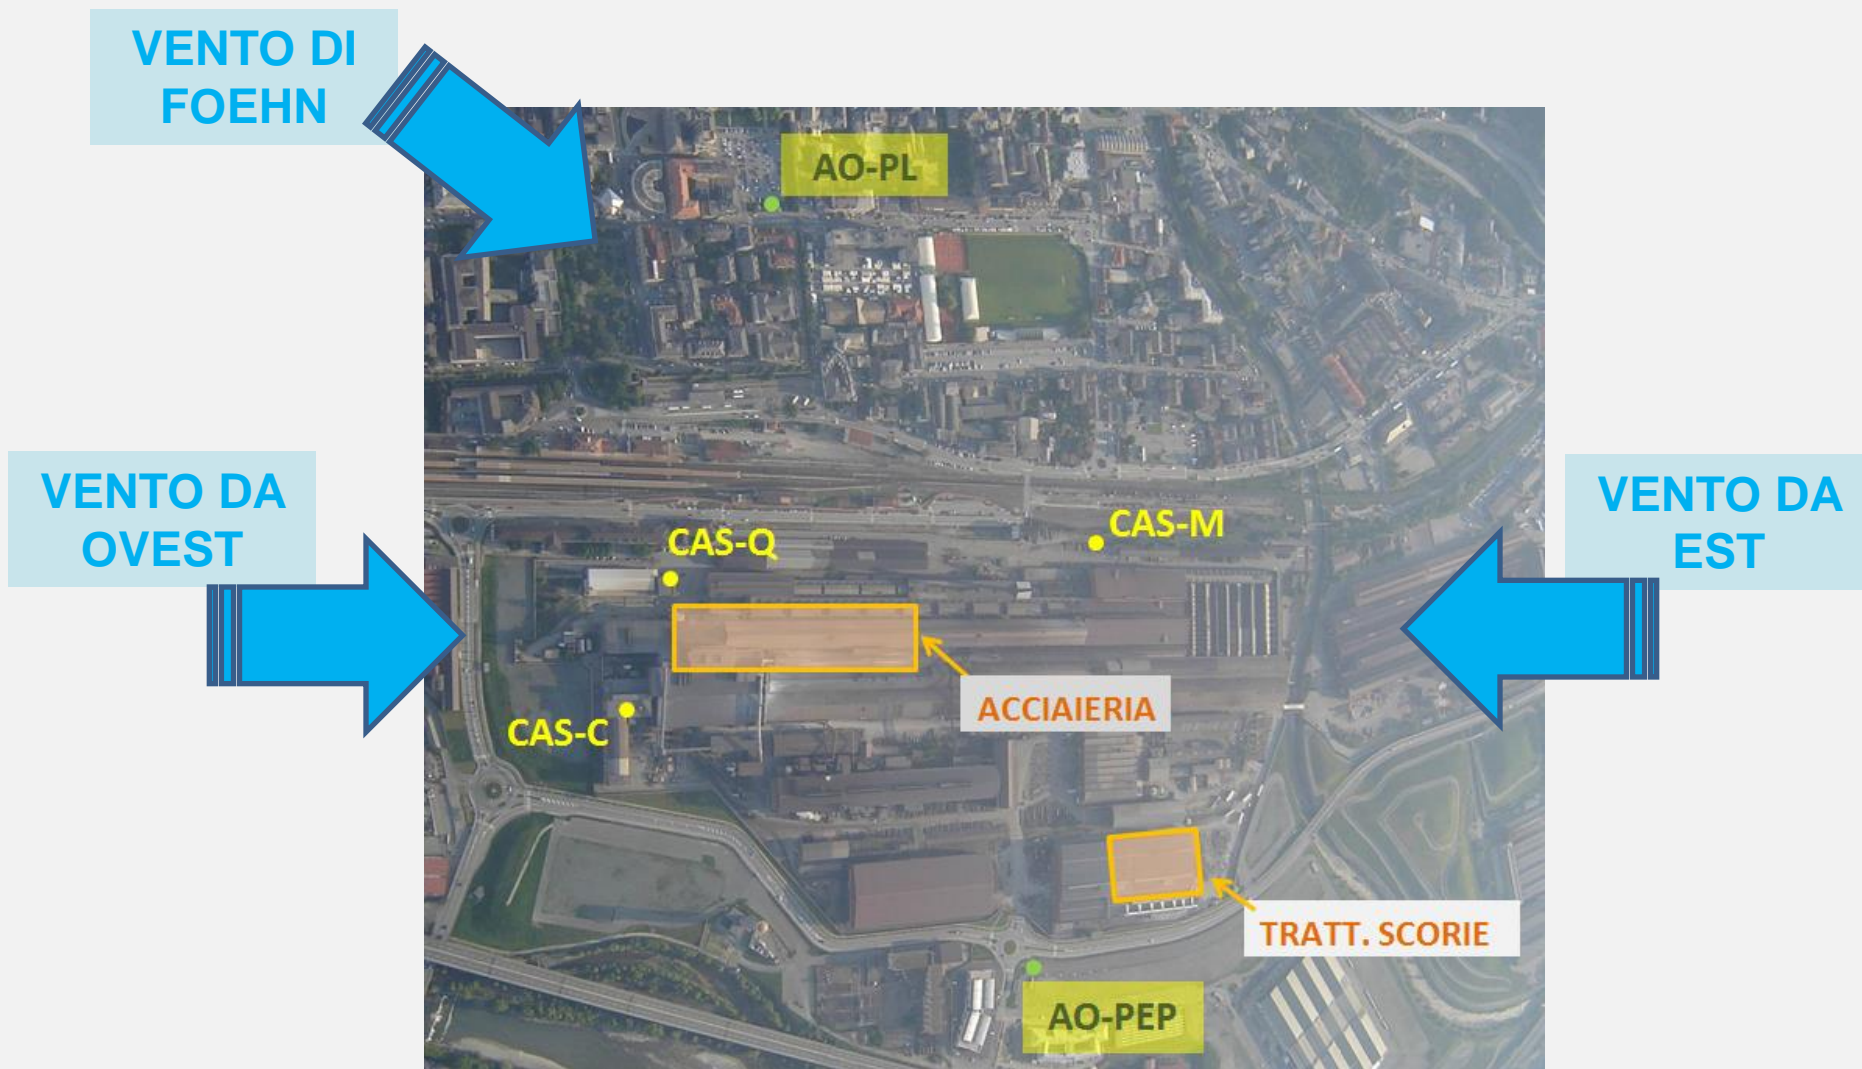 VENTO DI
FOEHN
AO-PL
VENTO DA
OVEST
VENTO DA
EST
CAS-Q
CAS-M
ACCIAIERIA
CAS-C
TRATT. SCORIE
AO-PEP